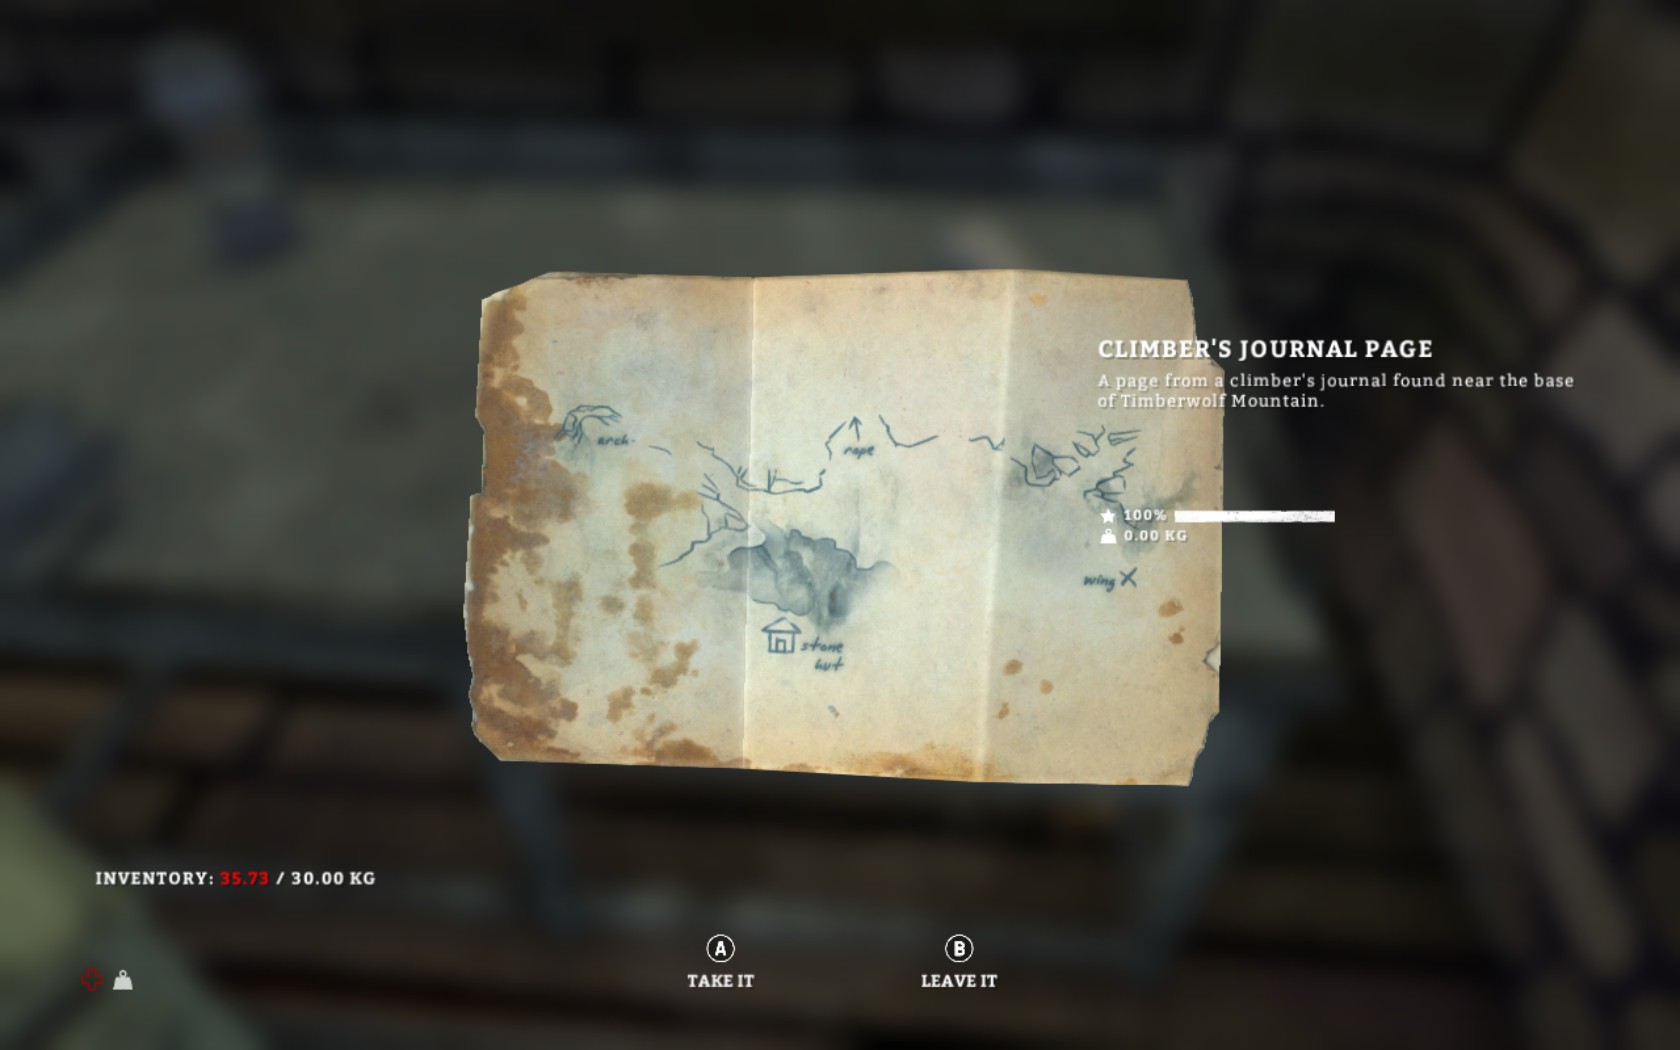 arch.
rope
CLIMBER'S JOURNAL PAGE
A page from a climber's journal found near the base
of Timberwolf Mountain.
100%
0.00 KG
wing X
stone
hut
INVENTORY: 35.73 / 30.00 KG
A
B
TAKE IT
LEAVE IT